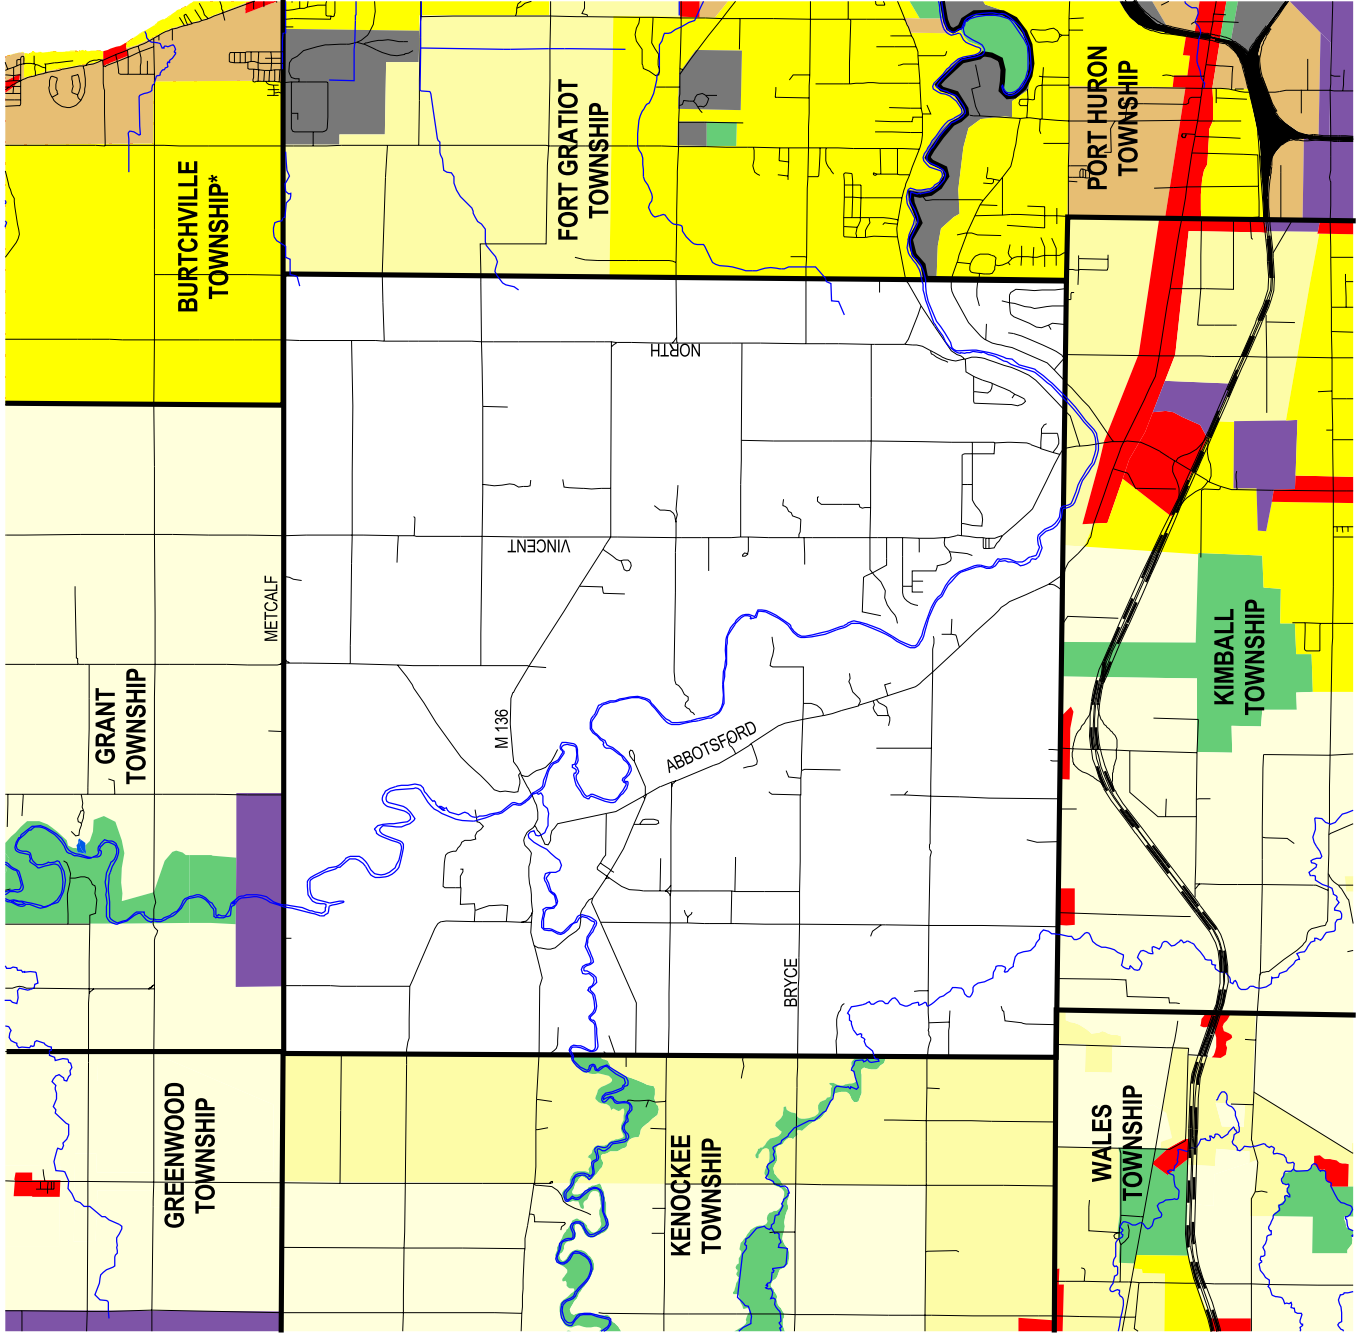 BURTCHVILLE
TOWNSHIP*
FORT GRATIOT
TOWNSHIP
PORT HURON
TOWNSHIP
NORTH
VINCENT
METCALF
GRANT
TOWNSHIP
M 136
ABBOTSFORD
KIMBALL
TOWNSHIP
BRYCE
GREENWOOD
TOWNSHIP
KENOCKEE
TOWNSHIP
WALES
TOWNSHIP